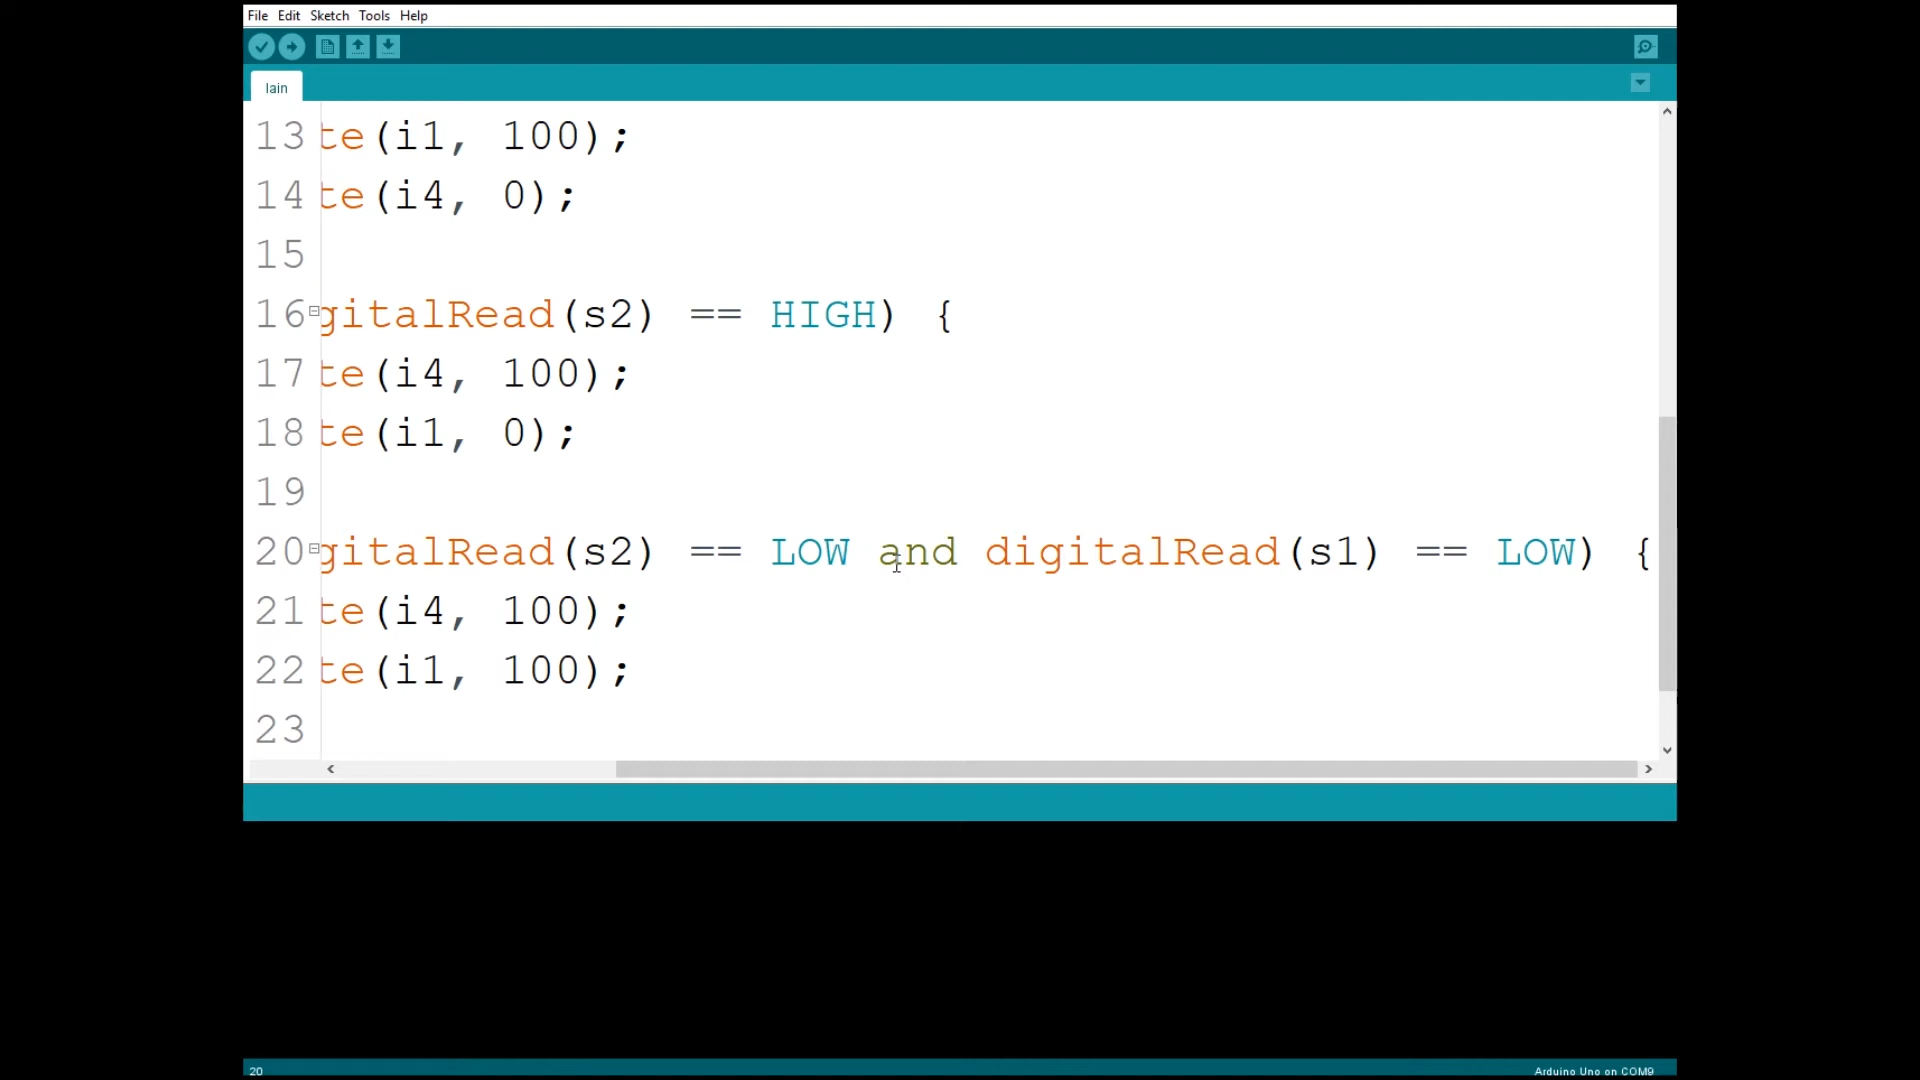 File Edit Sketch Tools Help
lain
13 te(i1, 100);
14 te(i4, 0);
15
16 gitalRead(s2) == HIGH) {
17 te(i4, 100);
18 te(i1, 0);
19
20 gitalRead(s2) == LOW and digitalRead(s1) == LOW) {
21 te(i4, 100);
22 te(i1, 100);
23
20 Arduino Uno on COM9